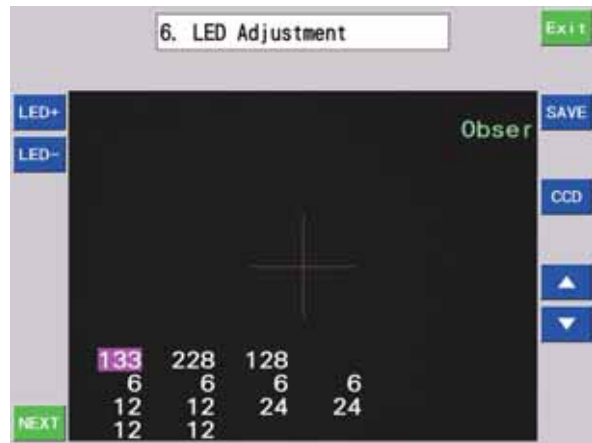 6. LED Adjustment
Exit
LED+
SAVE
Obser
LED-
CCD
133 228 128
6 6 6 6
12 12 24 24
NEXT
12 12